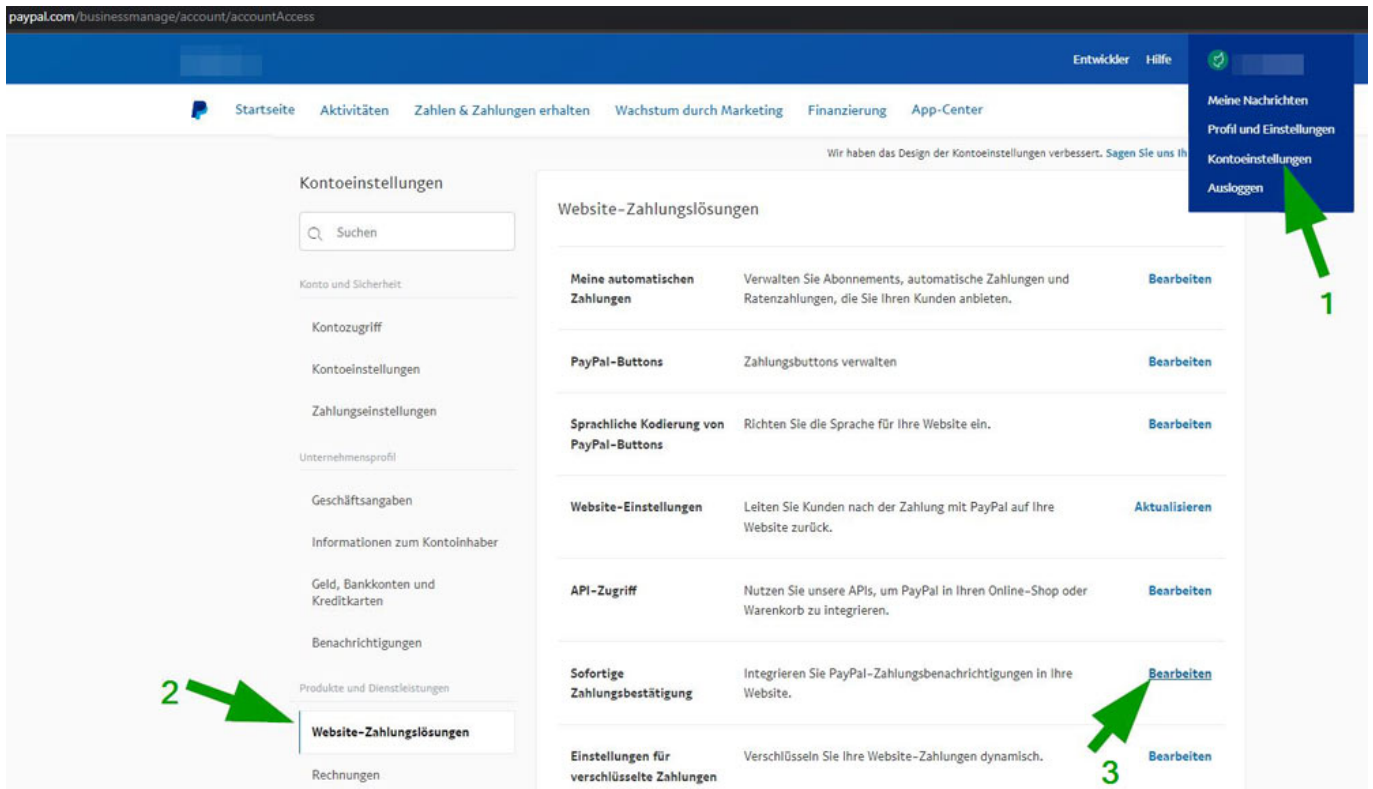 paypal.com/businessmanage/account/accountAccess
Entwickler Hilfe
Meine Nachrichten
Profil und Einstellungen
Kontoeinstellungen
Ausloggen
1
Startseite Aktivitäten Zahlen & Zahlungen erhalten Wachstum durch Marketing Finanzierung App-Center
Wir haben das Design der Kontoeinstellungen verbessert. Sagen Sie uns Ih
Kontoeinstellungen
Suchen
Konto und Sicherheit
Kontozugriff
Kontoeinstellungen
Zahlungseinstellungen
Unternehmensprofil
Geschäftsangaben
Informationen zum Kontoinhaber
Geld, Bankkonten und
Kreditkarten
Benachrichtigungen
Produkte und Dienstleistungen
2
Website-Zahlungslösungen
Rechnungen
Website-Zahlungslösungen
Meine automatischen Verwalten Sie Abonnements, automatische Zahlungen und Bearbeiten
Zahlungen Ratenzahlungen, die Sie Ihren Kunden anbieten.
PayPal-Buttons Zahlungsbuttons verwalten Bearbeiten
Sprachliche Kodierung von Richten Sie die Sprache für Ihre Website ein. Bearbeiten
PayPal-Buttons
Website-Einstellungen Leiten Sie Kunden nach der Zahlung mit PayPal auf Ihre Aktualisieren
Website zurück.
API-Zugriff Nutzen Sie unsere APIs, um PayPal in Ihren Online-Shop oder Bearbeiten
Warenkorb zu integrieren.
Sofortige Integrieren Sie PayPal-Zahlungsbenachrichtigungen in Ihre Bearbeiten
Zahlungsbestätigung Website.
3
Einstellungen für Verschlüsseln Sie Ihre Website-Zahlungen dynamisch. Bearbeiten
verschlüsselte Zahlungen